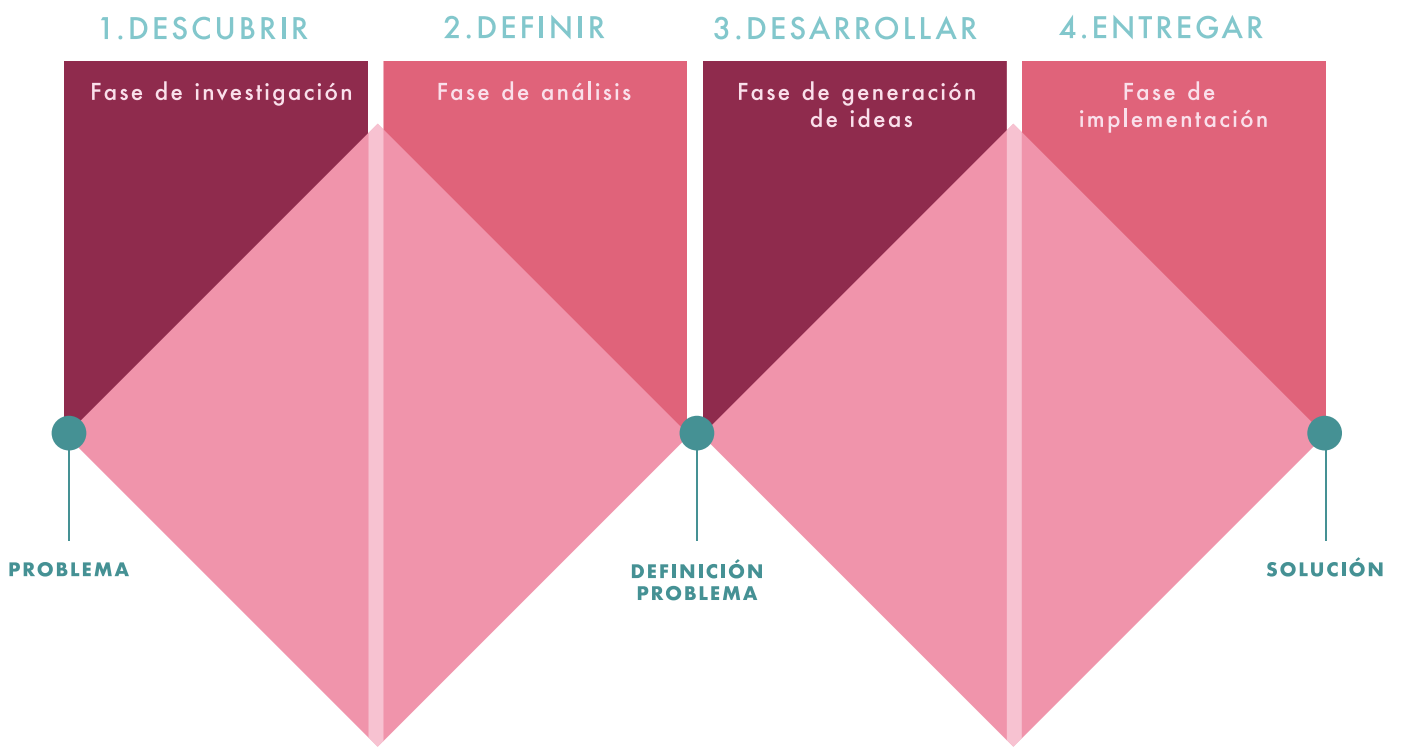 1.DESCUBRIR
2.DEFINIR
3.DESARROLLAR
4.ENTREGAR
Fase de investigación
Fase de análisis
Fase de generación
de ideas
Fase de
implementación
PROBLEMA
DEFINICIÓN
PROBLEMA
SOLUCIÓN